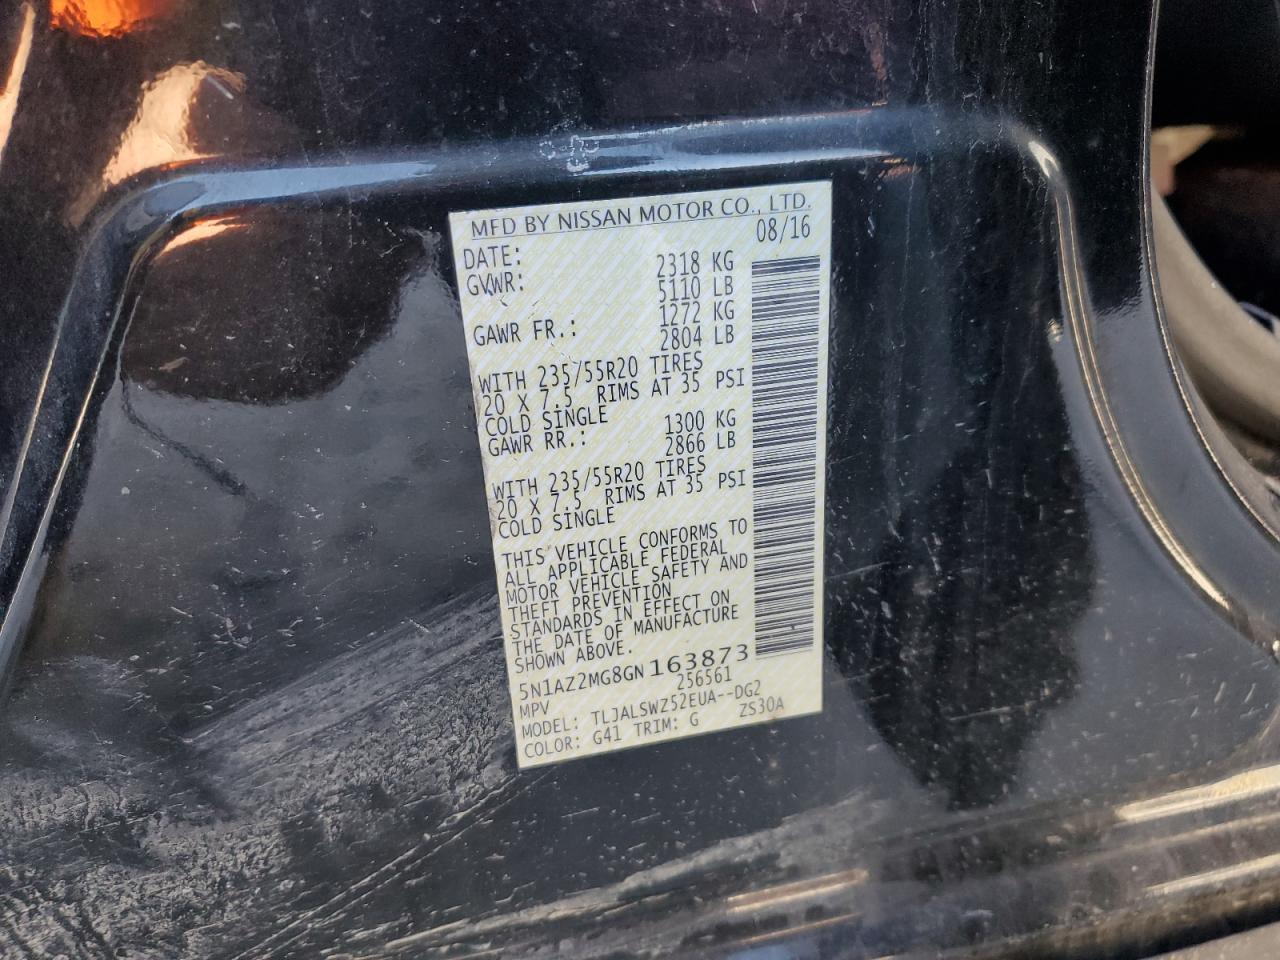 MFD BY NISSAN MOTOR CO., LTD.
DATE: 08/16
GVWR: 2318 KG
5110 LB
GAWR FR.: 1272 KG
2804 LB
WITH 235/55R20 TIRES
20 X 7.5 RIMS AT 35 PSI
COLD SINGLE
GAWR RR.: 1300 KG
2866 LB
WITH 235/55R20 TIRES
20 X 7.5 RIMS AT 35 PSI
COLD SINGLE
THIS VEHICLE CONFORMS TO
ALL APPLICABLE FEDERAL
MOTOR VEHICLE SAFETY AND
THEFT PREVENTION
STANDARDS IN EFFECT ON
THE DATE OF MANUFACTURE
SHOWN ABOVE.
5N1AZ2MG8GN163873
MPV 256561
MODEL: TLJALSWZ52EUA--DG2
COLOR: G41 TRIM: G ZS30A